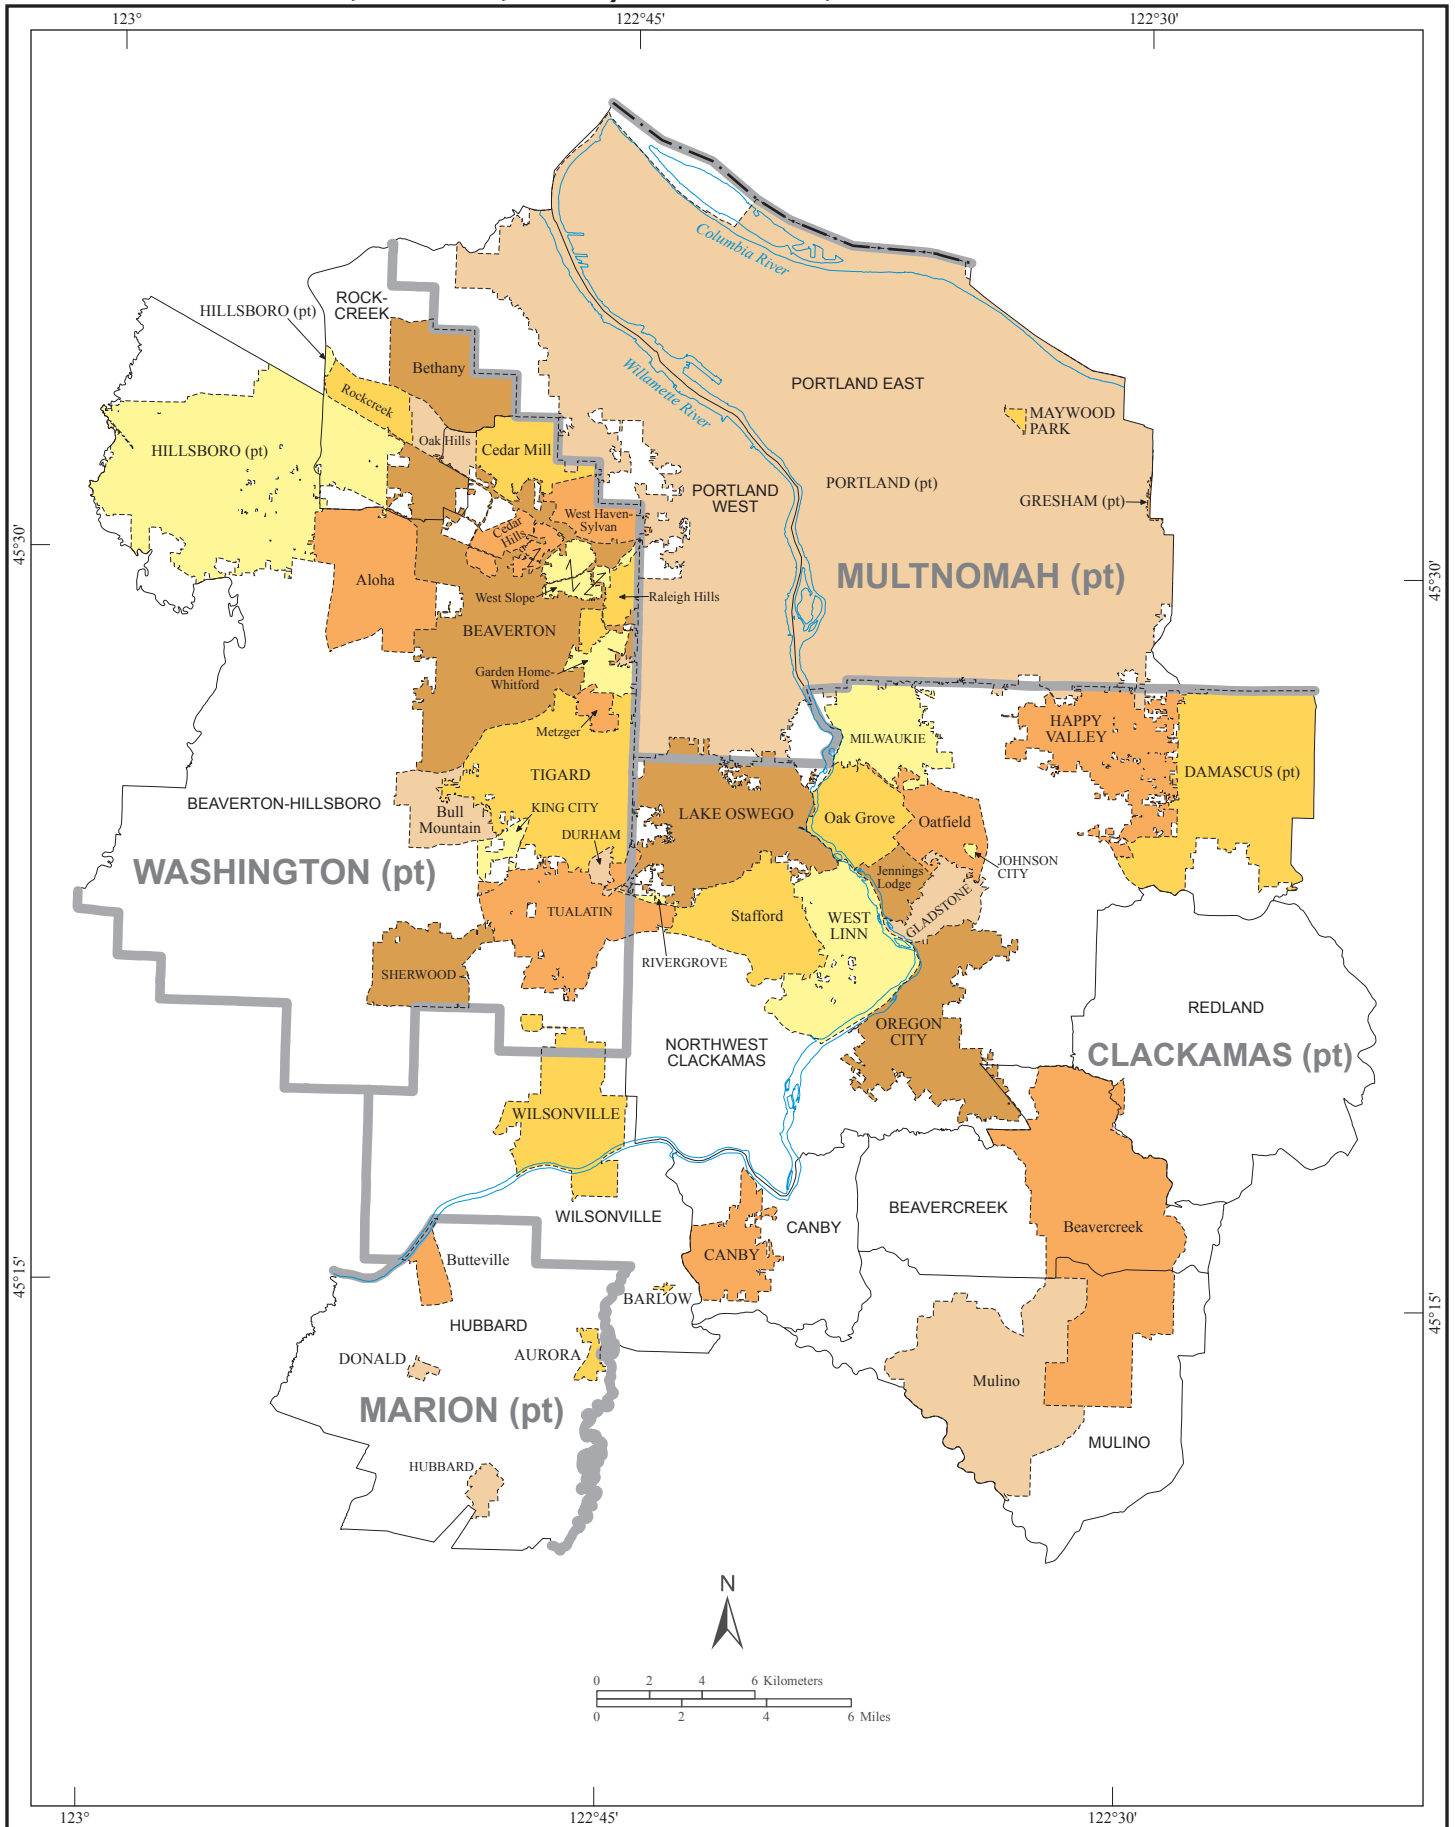 123°
122°45'
122°30'
ROCK-
CREEK
HILLSBORO (pt)
Columbia River
Bethany
Rockcreek
Willamette River
PORTLAND EAST
MAYWOOD
PARK
Oak Hills
Cedar Mill
HILLSBORO (pt)
PORTLAND
WEST
PORTLAND (pt)
GRESHAM (pt)
West Haven-
Sylvan
Cedar
Hills
45°30'
45°30'
Aloha
MULTNOMAH (pt)
West Slope
Raleigh Hills
BEAVERTON
Garden Home-
Whitford
Metzger
HAPPY
VALLEY
MILWAUKIE
TIGARD
DAMASCUS (pt)
BEAVERTON-HILLSBORO
KING CITY
Bull
Mountain
LAKE OSWEGO
Oak Grove
Oatfield
DURHAM
WASHINGTON (pt)
JOHNSON
CITY
Jennings
Lodge
GLADSTONE
TUALATIN
Stafford
WEST
LINN
RIVERGROVE
SHERWOOD
REDLAND
OREGON
CITY
NORTHWEST
CLACKAMAS
CLACKAMAS (pt)
WILSONVILLE
BEAVERCREEK
WILSONVILLE
CANBY
Beavercreek
CANBY
Butteville
45°15'
45°15'
BARLOW
HUBBARD
AURORA
DONALD
Mulino
MARION (pt)
MULINO
HUBBARD
N
0 2 4 6 Kilometers
0 2 4 6 Miles
123°
122°45'
122°30'